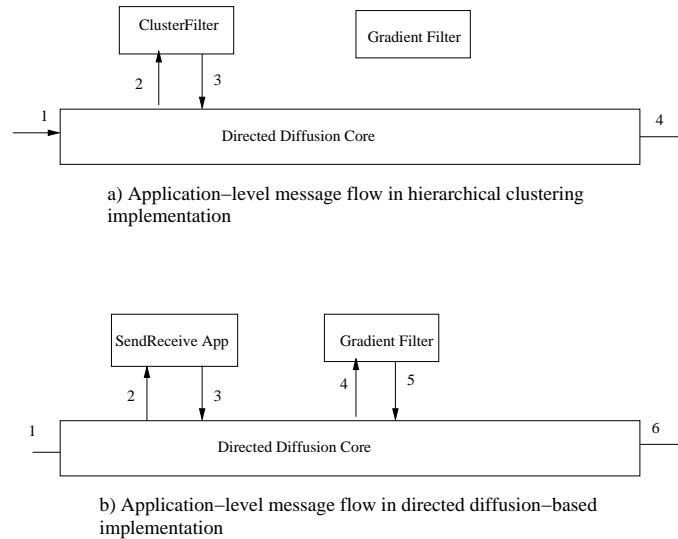 ClusterFilter
Gradient Filter
2
3
1
4
Directed Diffusion Core
a) Application−level message flow in hierarchical clustering
implementation
SendReceive App
Gradient Filter
2
3
4
5
1
6
Directed Diffusion Core
b) Application−level message flow in directed diffusion−based
implementation